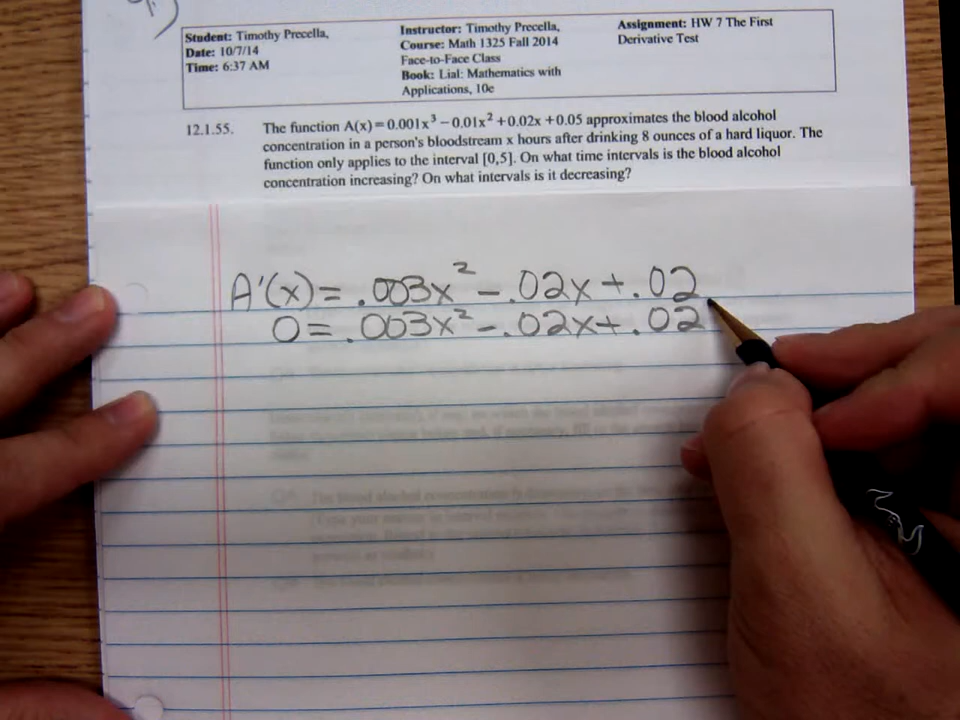 Student: Timothy Precella,
Date: 10/7/14
Time: 6:37 AM
Instructor: Timothy Precella,
Course: Math 1325 Fall 2014
Face-to-Face Class
Book: Lial: Mathematics with
Applications, 10e
Assignment: HW 7 The First
Derivative Test
12.1.55.
The function A(x)=0.001x³−0.01x²+0.02x+0.05 approximates the blood alcohol
concentration in a person's bloodstream x hours after drinking 8 ounces of a hard liquor. The
function only applies to the interval [0,5]. On what time intervals is the blood alcohol
concentration increasing? On what intervals is it decreasing?
A'(x)=.003x²−.02x+.02
0=.003x²−.02x+.02